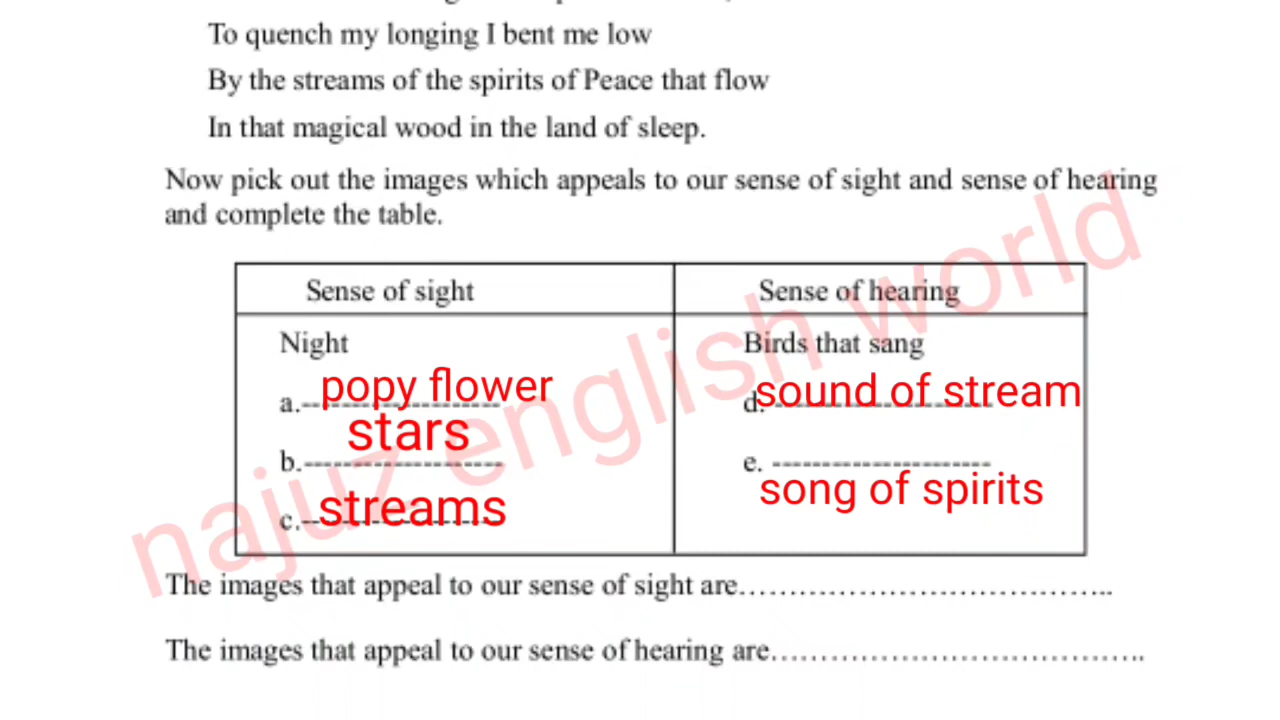 To quench my longing I bent me low
By the streams of the spirits of Peace that flow
In that magical wood in the land of sleep.
Now pick out the images which appeals to our sense of sight and sense of hearing
and complete the table.
Sense of sight
Sense of hearing
Night
Birds that sang
a. popy flower
d. sound of stream
stars
b.
e.
song of spirits
c. streams
The images that appeal to our sense of sight are……………………………..
The images that appeal to our sense of hearing are……………………………..
najuz english world